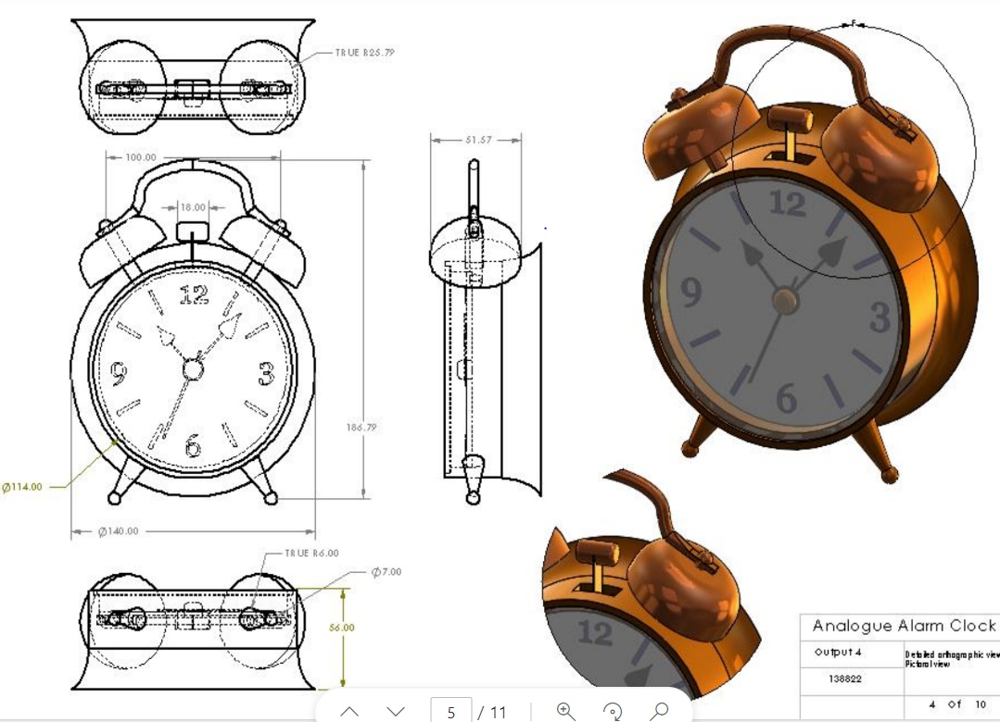 TRUE R25.79
F
51.57
100.00
18.00
12
9
3
6
186.79
Ø114.00
Ø140.00
12
9
3
6
TRUE R6.00
Ø7.00
56.00
12
Analogue Alarm Clock
Output 4
Detailed orthographic view
Pictoral view
138822
4 Of 10
5 / 11